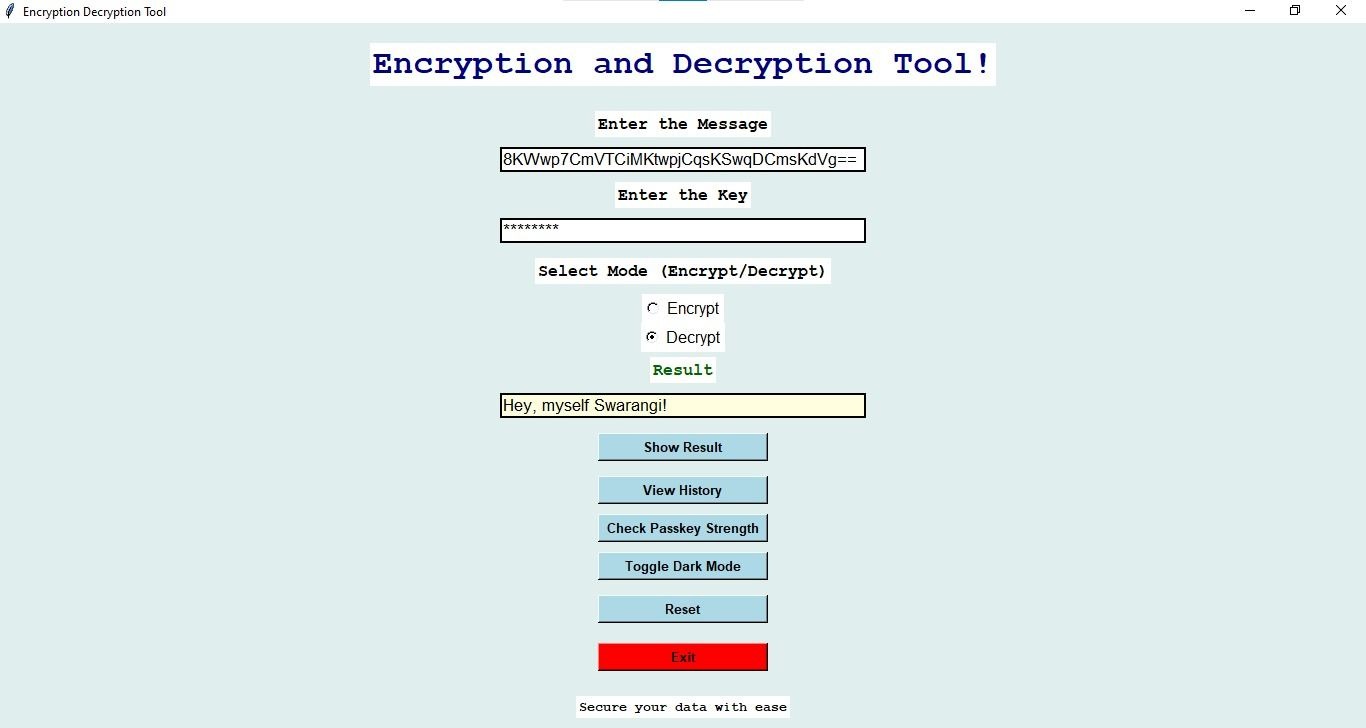 Encryption Decryption Tool
Encryption and Decryption Tool!
Enter the Message
8KWwp7CmVTCiMKtwpjCqsKSwqDCmsKdVg==
Enter the Key
********
Select Mode (Encrypt/Decrypt)
Encrypt
Decrypt
Result
Hey, myself Swarangi!
Show Result
View History
Check Passkey Strength
Toggle Dark Mode
Reset
Exit
Secure your data with ease